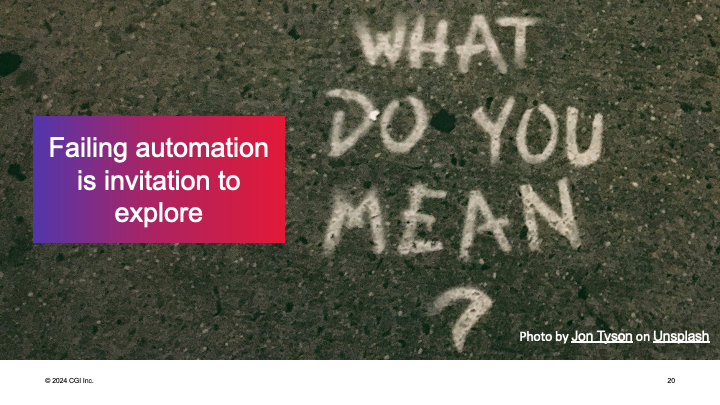 WHAT
DO YOU
MEAN
?
Failing automation
is invitation to
explore
Photo by Jon Tyson on Unsplash
© 2024 CGI Inc.
20